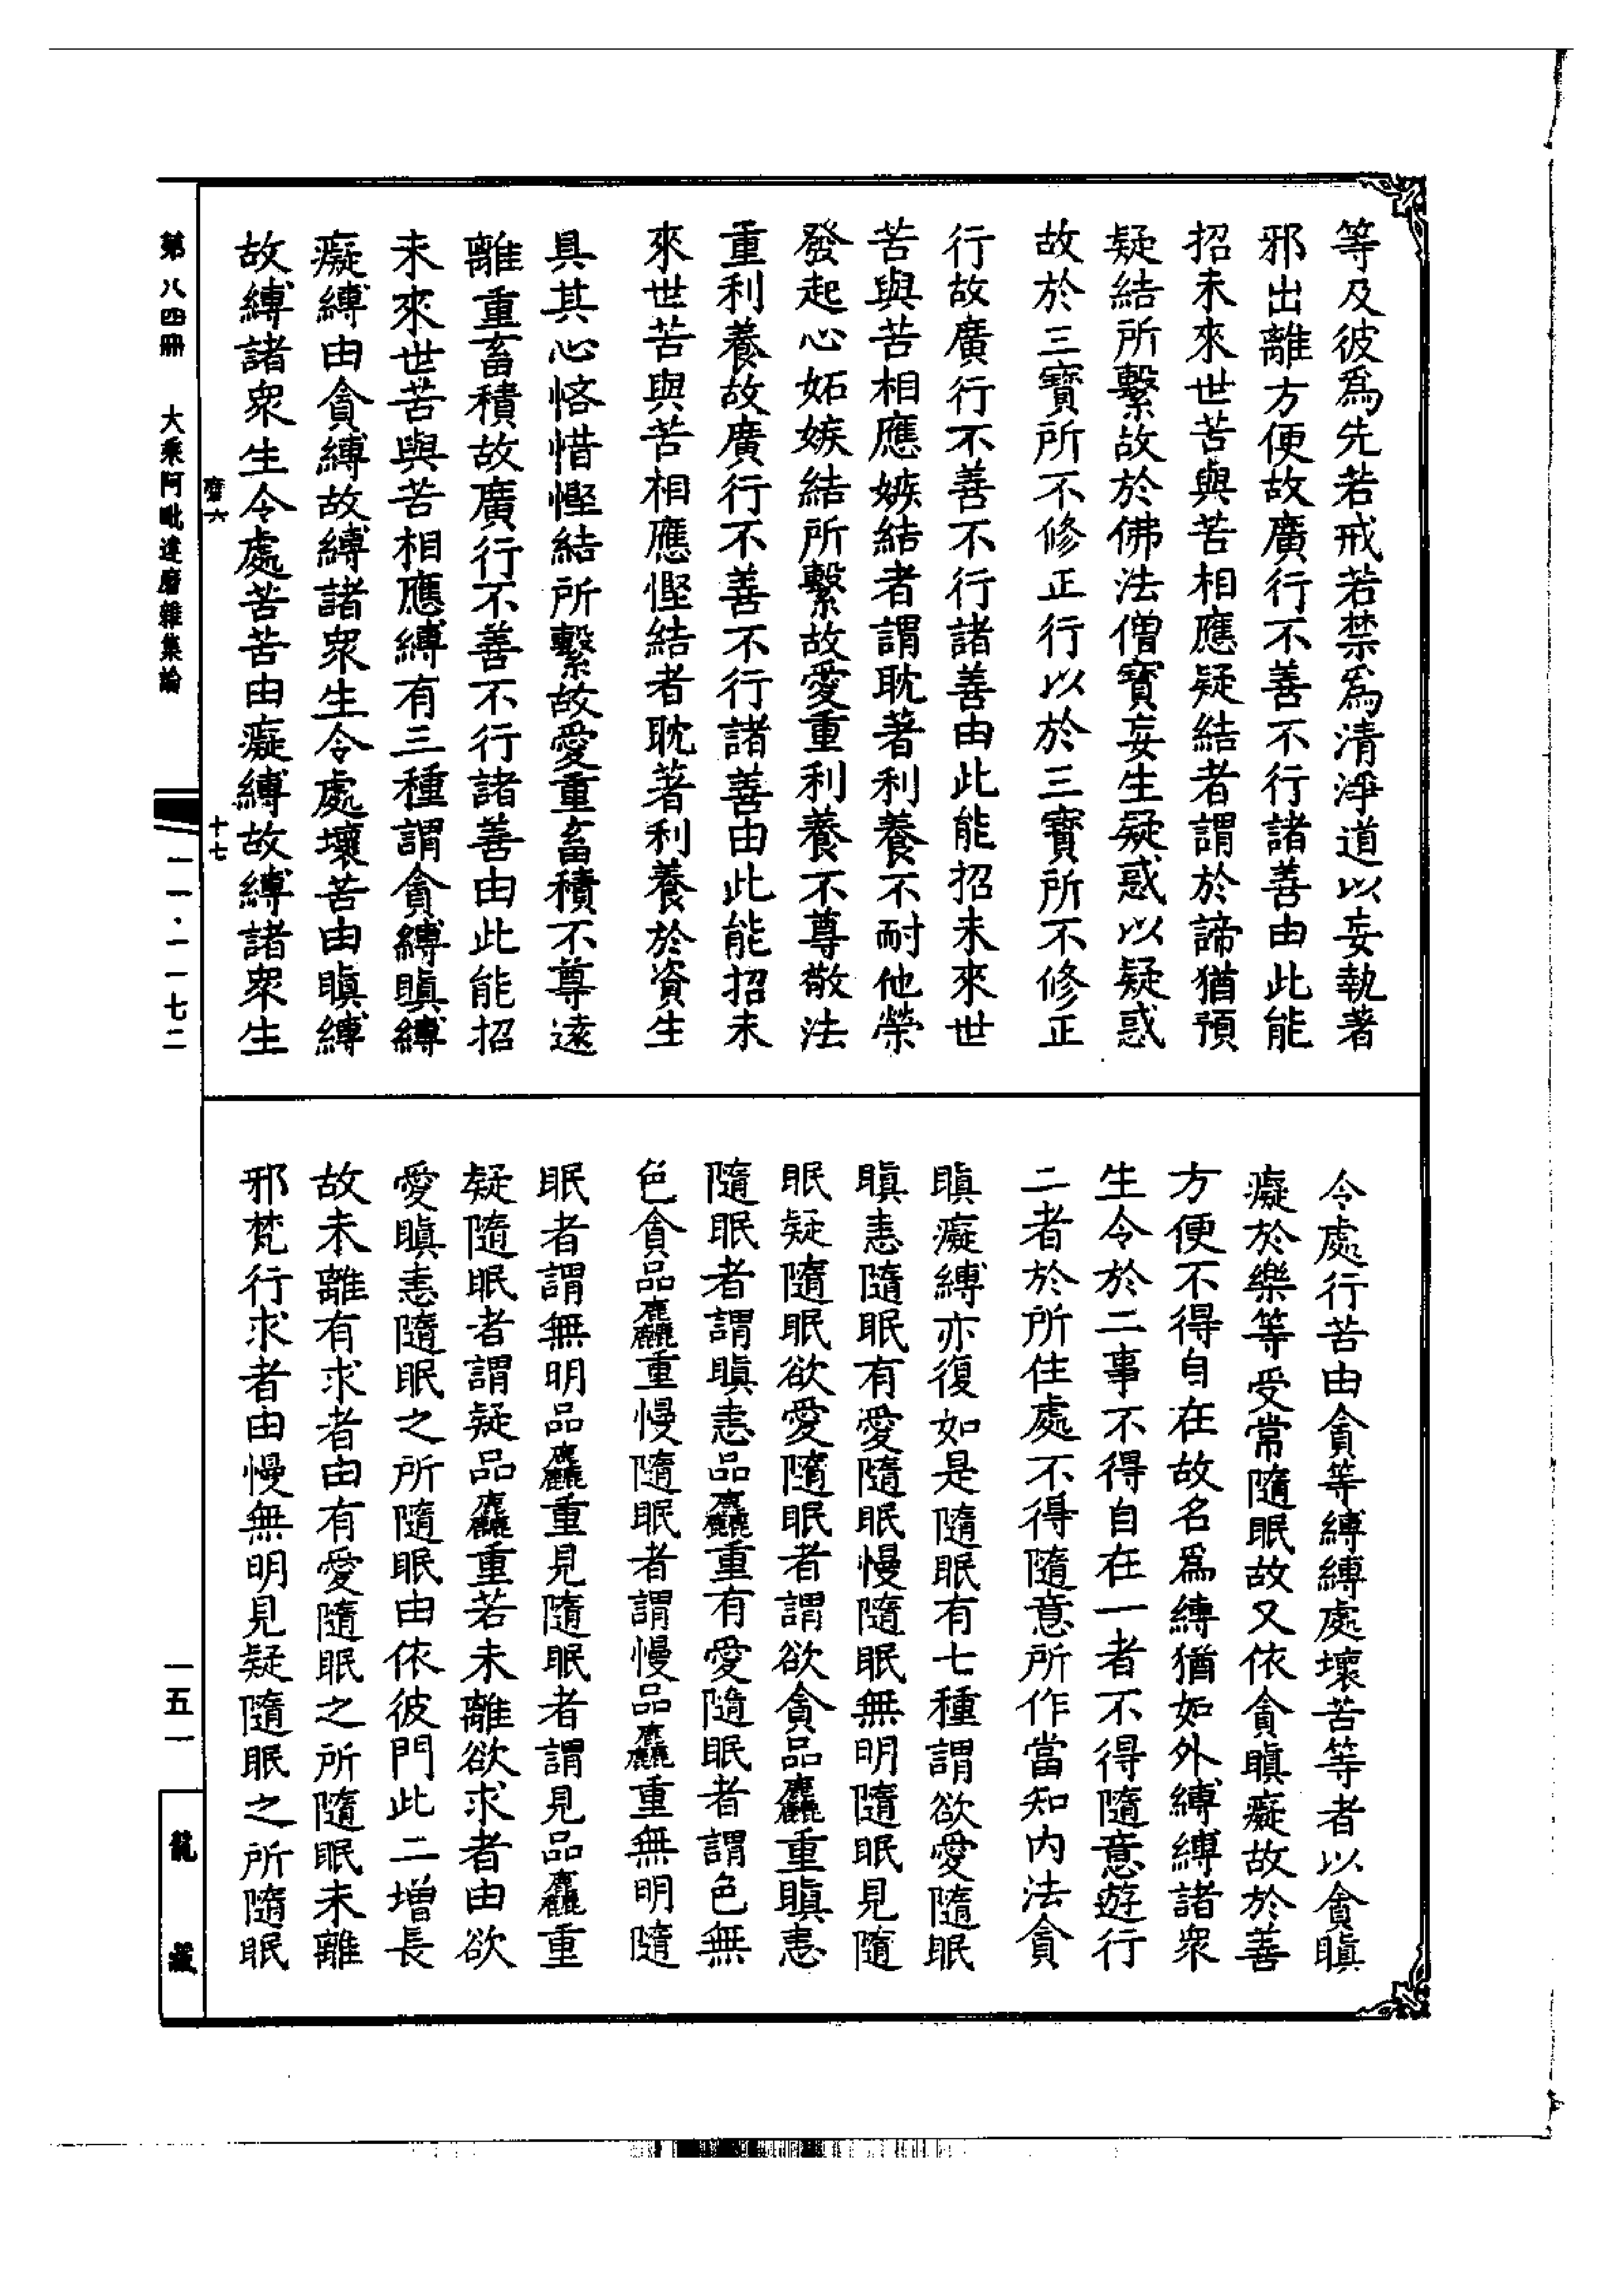 等及彼爲先若戒若禁爲清淨道以妄執著
邪出離方便故廣行不善不行諸善由此能
招未來世苦與苦相應疑結者謂於諦猶預
疑結所繫故於佛法僧寶妄生疑惑以疑惑
故於三寶所不修正行以於三寶所不修正
行故廣行不善不行諸善由此能招未來世
苦與苦相應嫉結者謂耽著利養不耐他榮
發起心妬嫉結所繫故愛重利養不尊敬法
重利養故廣行不善不行諸善由此能招未
來世苦與苦相應慳結者耽著利養於資生
具其心悋惜慳結所繫故愛重畜積不尊遠
離重畜積故廣行不善不行諸善由此能招
未來世苦與苦相應縛有三種謂貪縛瞋縛
癡縛由貪縛故縛諸衆生令處壞苦由瞋縛
故縛諸衆生令處苦苦由癡縛故縛諸衆生
令處行苦由貪等縛縛處壞苦等者以貪瞋
癡於樂等受常隨眠故又依貪瞋癡故於善
方便不得自在故名爲縛猶如外縛縛諸衆
生令於二事不得自在一者不得隨意遊行
二者於所住處不得隨意所作當知内法貪
瞋癡縛亦復如是隨眠有七種謂欲愛隨眠
瞋恚隨眠有愛隨眠慢隨眠無明隨眠見隨
眠疑隨眠欲愛隨眠者謂欲貪品麤重瞋恚
隨眠者謂瞋恚品麤重有愛隨眠者謂色無
色貪品麤重慢隨眠者謂慢品麤重無明隨
眠者謂無明品麤重見隨眠者謂見品麤重
疑隨眠者謂疑品麤重若未離欲求者由欲
愛瞋恚隨眠之所隨眠由依彼門此二增長
故未離有求者由有愛隨眠之所隨眠未離
邪梵行求者由慢無明見疑隨眠之所隨眠
磨六
十七
第八四冊 大乘阿毗達磨雜集論
一一·一一七二
一五一
龍藏